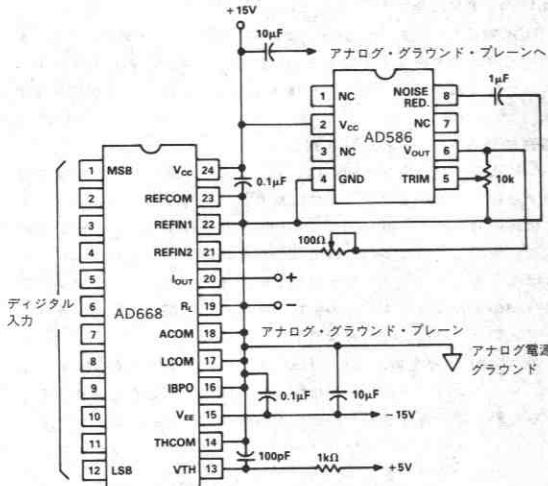 +15V
10μF
アナログ・グラウンド・プレーンへ
1 NC
2 VCC
3 NC
4 GND
AD586
NOISE RED. 8
NC 7
VOUT 6
TRIM 5
1μF
10k
100Ω
0.1μF
ディジタル入力
1 MSB
2
3
4
5
6
7
8
9
10
11
12 LSB
AD668
VCC 24
REFCOM 23
REFIN1 22
REFIN2 21
IOUT 20
RL 19
ACOM 18
LCOM 17
IBPO 16
VEE 15
THCOM 14
VTH 13
+
−
アナログ・グラウンド・プレーン
アナログ電源
グラウンド
0.1μF
10μF
−15V
100pF
1kΩ
+5V